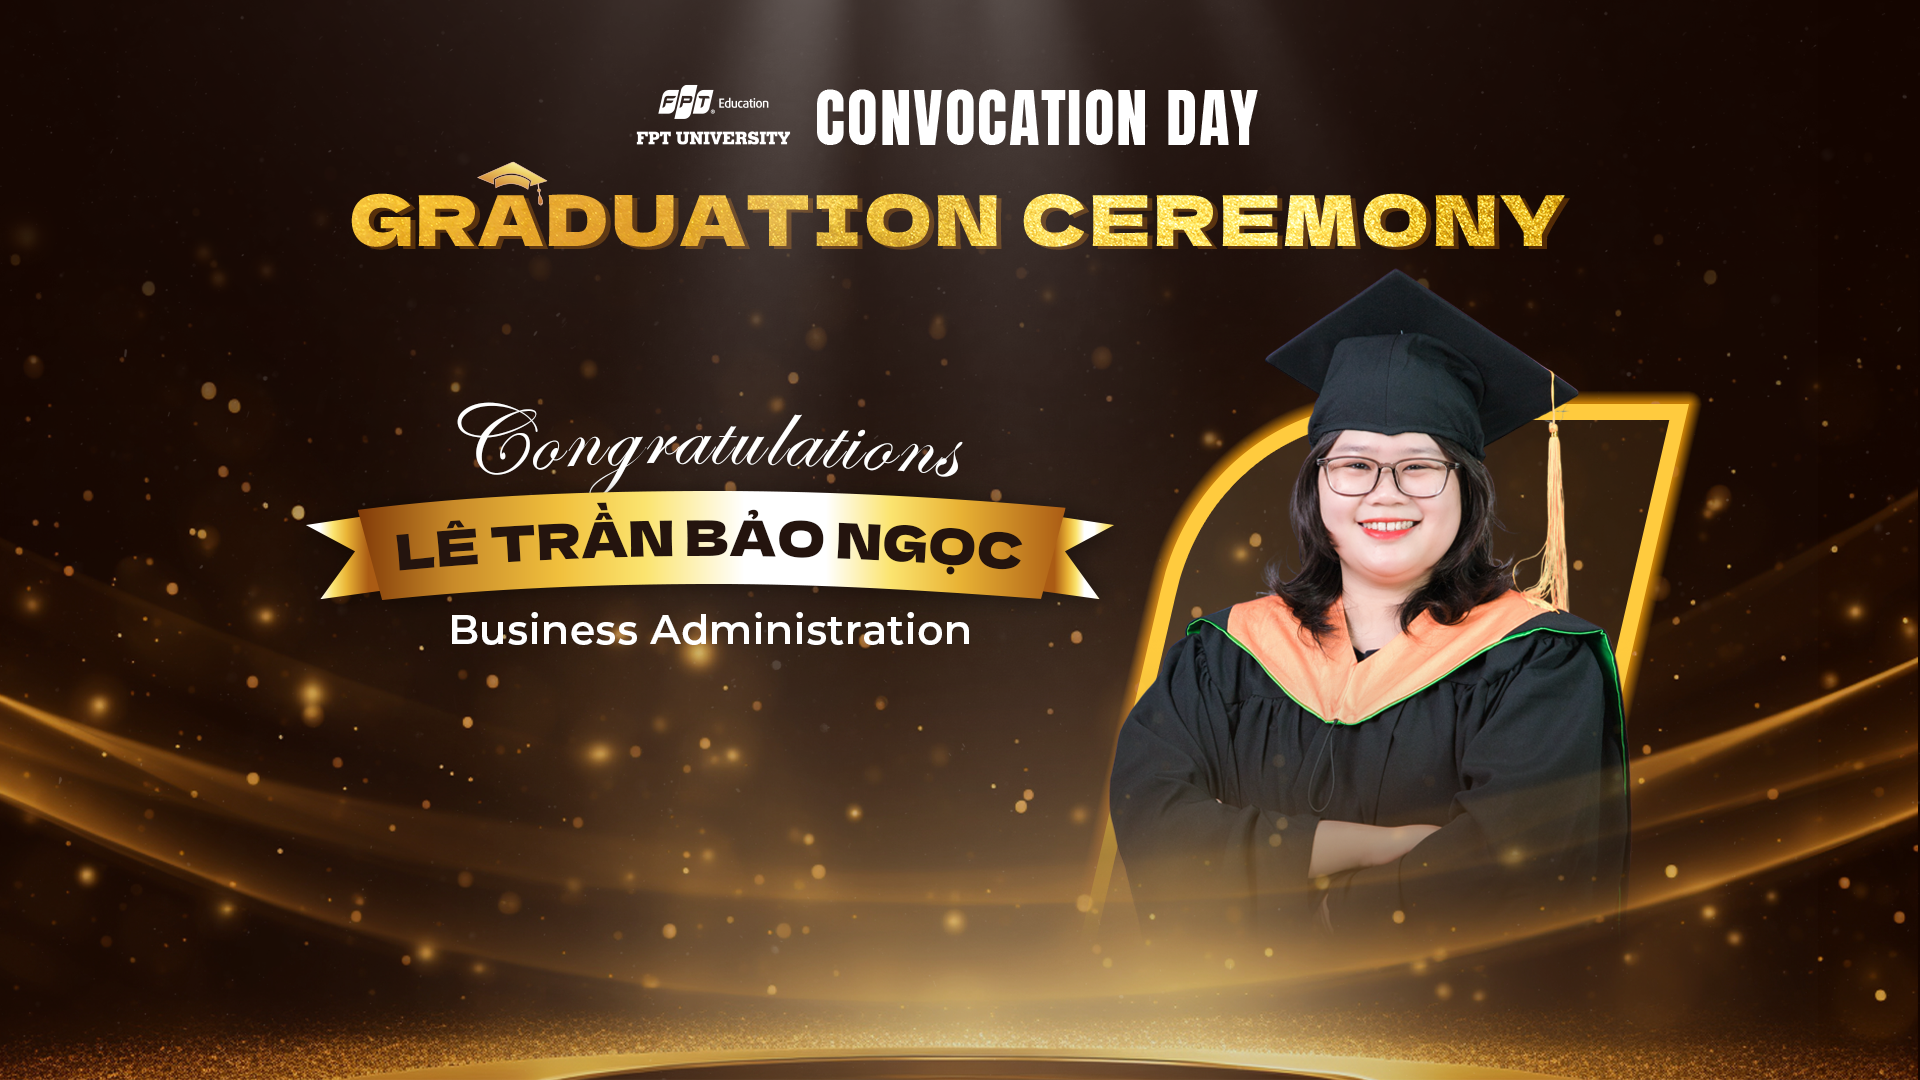 FPT Education
FPT UNIVERSITY
CONVOCATION DAY
GRADUATION CEREMONY
Congratulations
LÊ TRẦN BẢO NGỌC
Business Administration